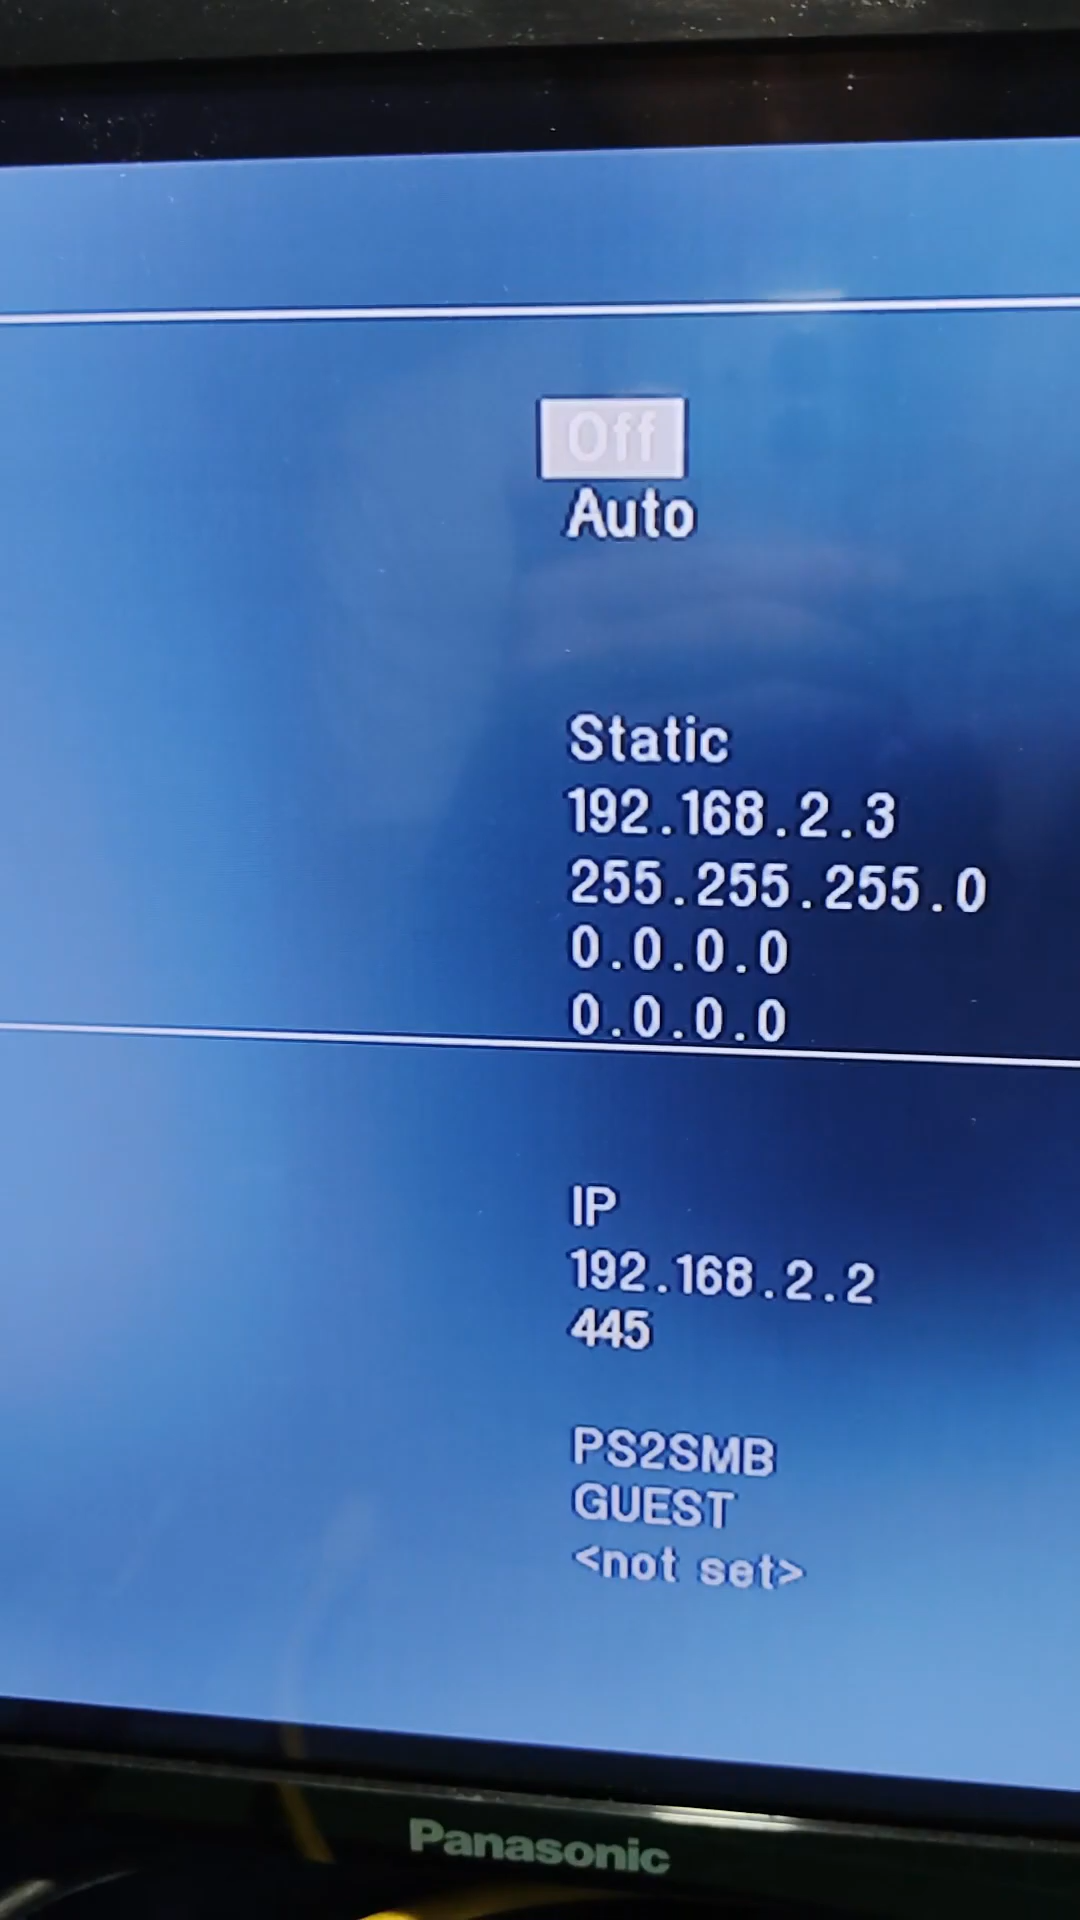 Off
Auto
Static
192.168.2.3
255.255.255.0
0.0.0.0
0.0.0.0
IP
192.168.2.2
445
PS2SMB
GUEST
<not set>
Panasonic